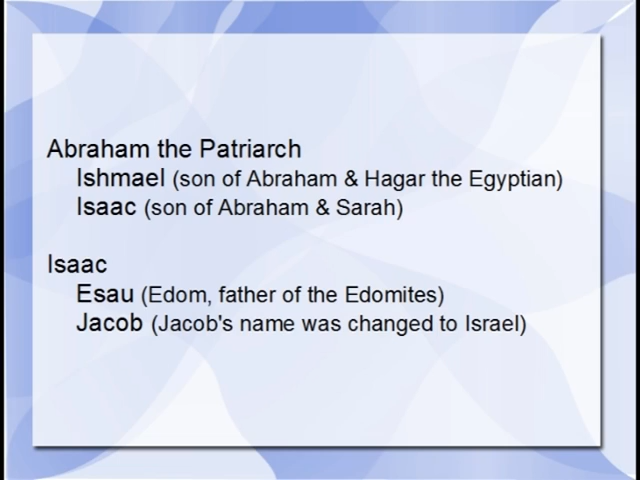 Abraham the Patriarch
Ishmael (son of Abraham & Hagar the Egyptian)
Isaac (son of Abraham & Sarah)
Isaac
Esau (Edom, father of the Edomites)
Jacob (Jacob's name was changed to Israel)